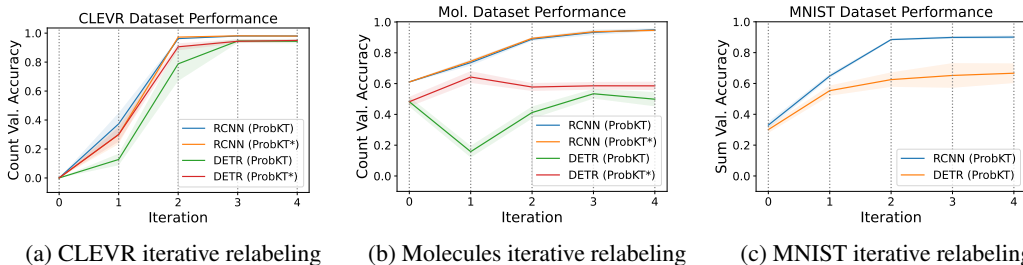 CLEVR Dataset Performance
Count Val. Accuracy
1.0
0.8
0.6
0.4
0.2
0.0
RCNN (ProbKT)
RCNN (ProbKT*)
DETR (ProbKT)
DETR (ProbKT*)
0 1 2 3 4
Iteration
(a) CLEVR iterative relabeling
Mol. Dataset Performance
Count Val. Accuracy
1.0
0.8
0.6
0.4
0.2
0.0
RCNN (ProbKT)
RCNN (ProbKT*)
DETR (ProbKT)
DETR (ProbKT*)
0 1 2 3 4
Iteration
(b) Molecules iterative relabeling
MNIST Dataset Performance
Sum Val. Accuracy
1.0
0.8
0.6
0.4
0.2
0.0
RCNN (ProbKT)
DETR (ProbKT)
0 1 2 3 4
Iteration
(c) MNIST iterative relabeling